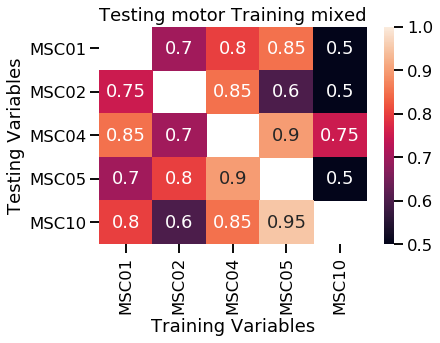 Testing motor Training mixed
MSC01 0.7 0.8 0.85 0.5
MSC02 0.75 0.85 0.6 0.5
MSC04 0.85 0.7 0.9 0.75
MSC05 0.7 0.8 0.9 0.5
MSC10 0.8 0.6 0.85 0.95
Testing Variables
MSC01 MSC02 MSC04 MSC05 MSC10
Training Variables
1.0
0.9
0.8
0.7
0.6
0.5